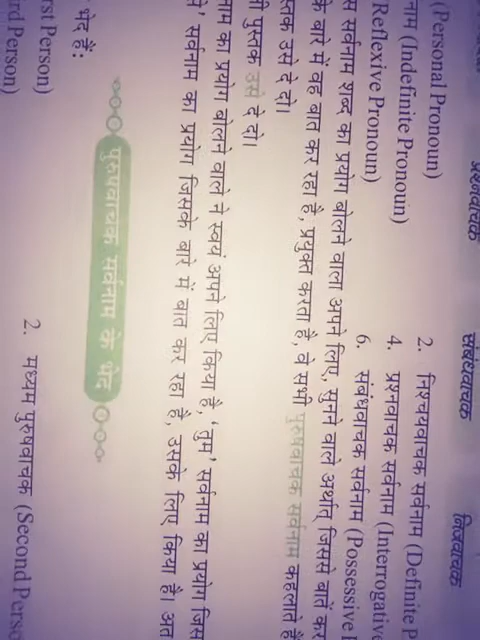 प्रश्नवाचक संबंधवाचक निजवाचक
(Personal Pronoun) 2. निश्चयवाचक सर्वनाम (Definite P
नाम (Indefinite Pronoun) 4. प्रश्नवाचक सर्वनाम (Interrogative
Reflexive Pronoun) 6. संबंधवाचक सर्वनाम (Possessive
स सर्वनाम शब्द का प्रयोग बोलने वाला अपने लिए, सुनने वाले अर्थात् जिससे बातें कर
के बारे में वह बात कर रहा है, प्रयुक्त करता है, वे सभी पुरुषवाचक सर्वनाम कहलाते है
स्तक उसे दे दो।
ी पुस्तक उसे दे दो।
नाम का प्रयोग बोलने वाले ने स्वयं अपने लिए किया है, 'तुम' सर्वनाम का प्रयोग जिस
से' सर्वनाम का प्रयोग जिसके बारे में बात कर रहा है, उसके लिए किया है। अत
पुरुषवाचक सर्वनाम के भेद
भेद हैं:
rst Person) 2. मध्यम पुरुषवाचक (Second Perso
rd Person)